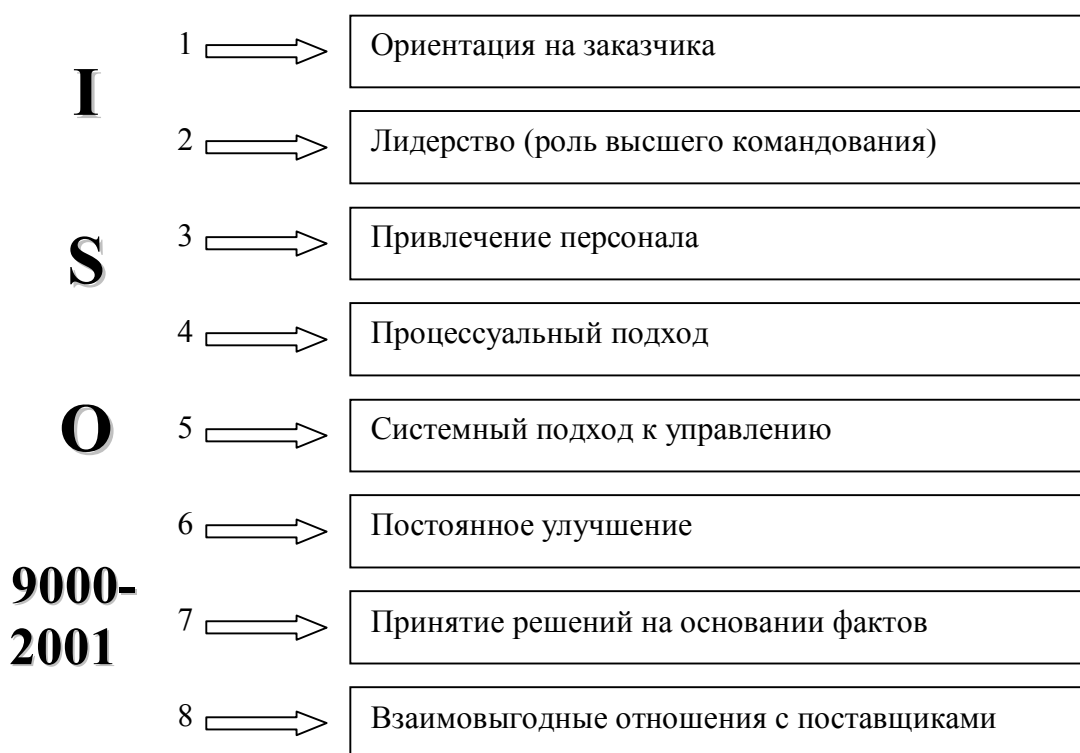 I
S
O
9000-
2001
1 Ориентация на заказчика
2 Лидерство (роль высшего командования)
3 Привлечение персонала
4 Процессуальный подход
5 Системный подход к управлению
6 Постоянное улучшение
7 Принятие решений на основании фактов
8 Взаимовыгодные отношения с поставщиками